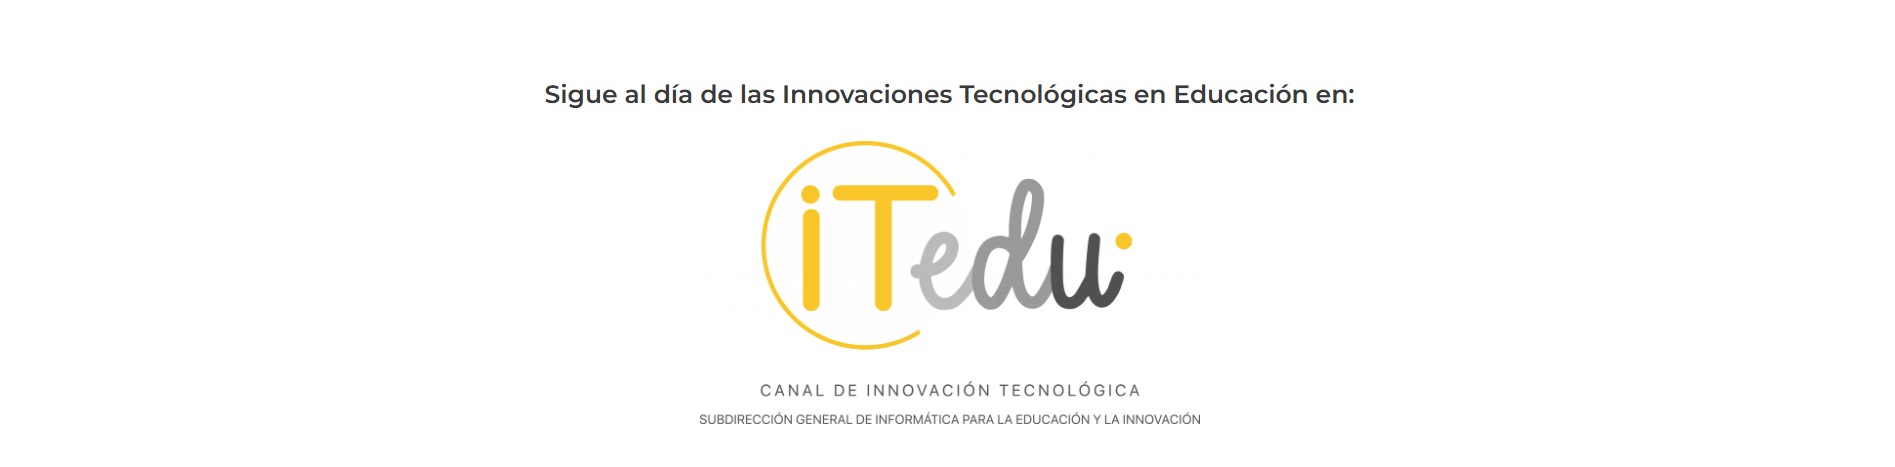 Sigue al día de las Innovaciones Tecnológicas en Educación en:
iTedu
CANAL DE INNOVACIÓN TECNOLÓGICA
SUBDIRECCIÓN GENERAL DE INFORMÁTICA PARA LA EDUCACIÓN Y LA INNOVACIÓN